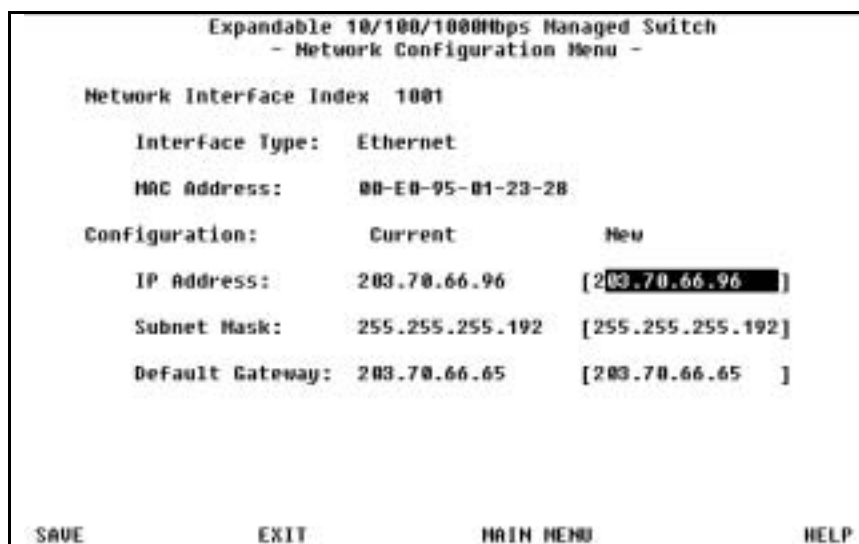 Expandable 10/100/1000Mbps Managed Switch
- Network Configuration Menu -
Network Interface Index 1001
Interface Type: Ethernet
MAC Address: 00-E0-95-01-23-28
Configuration: Current New
IP Address: 203.70.66.96 [203.70.66.96 ]
Subnet Mask: 255.255.255.192 [255.255.255.192]
Default Gateway: 203.70.66.65 [203.70.66.65 ]
SAVE EXIT MAIN MENU HELP